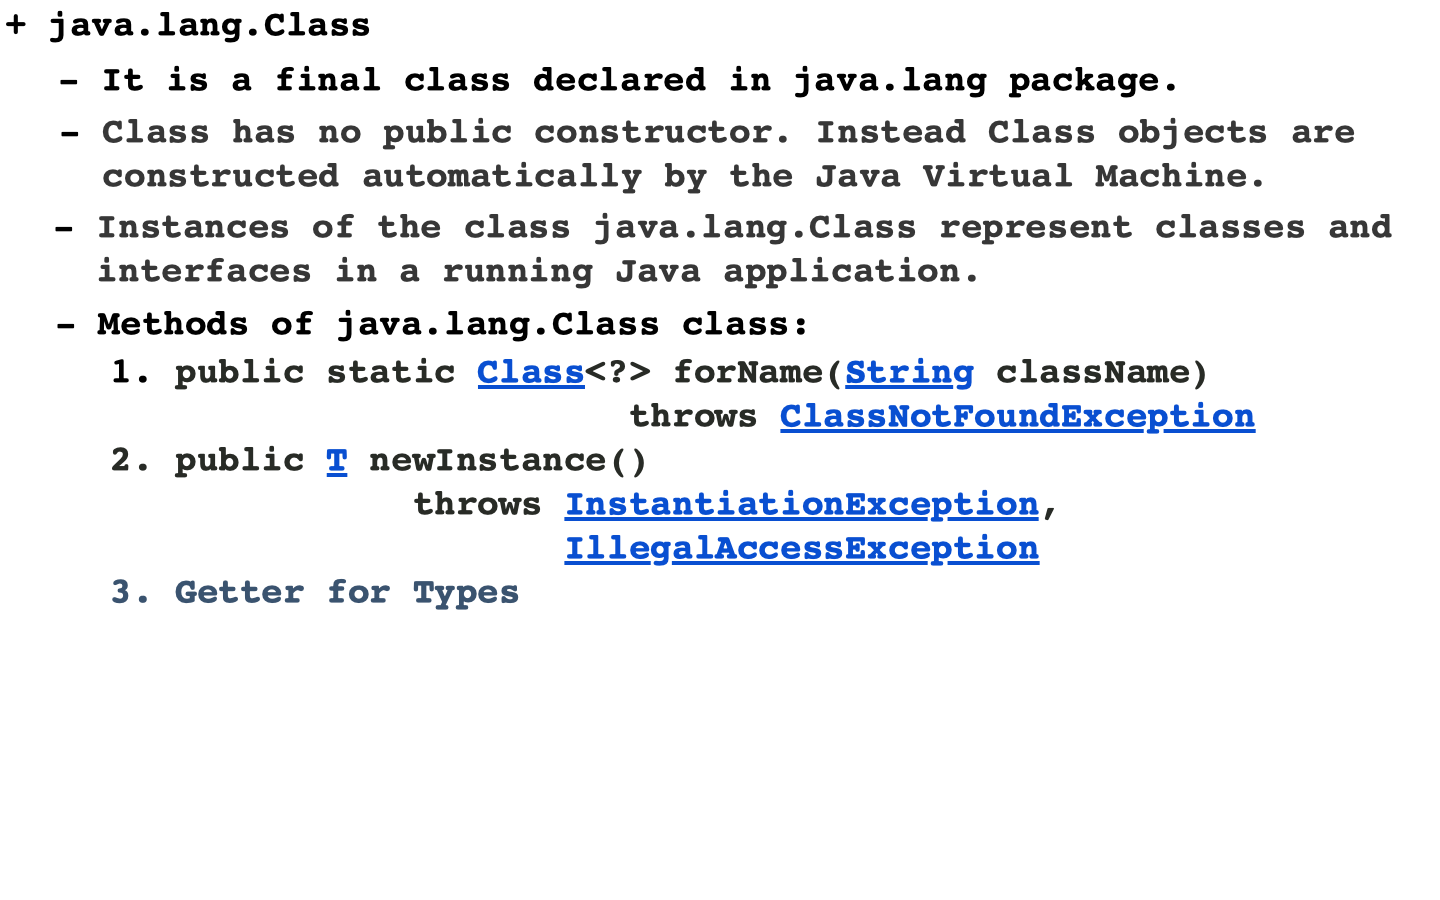 + java.lang.Class
- It is a final class declared in java.lang package.
- Class has no public constructor. Instead Class objects are
constructed automatically by the Java Virtual Machine.
- Instances of the class java.lang.Class represent classes and
interfaces in a running Java application.
- Methods of java.lang.Class class:
1. public static Class<?> forName(String className)
throws ClassNotFoundException
2. public T newInstance()
throws InstantiationException,
IllegalAccessException
3. Getter for Types